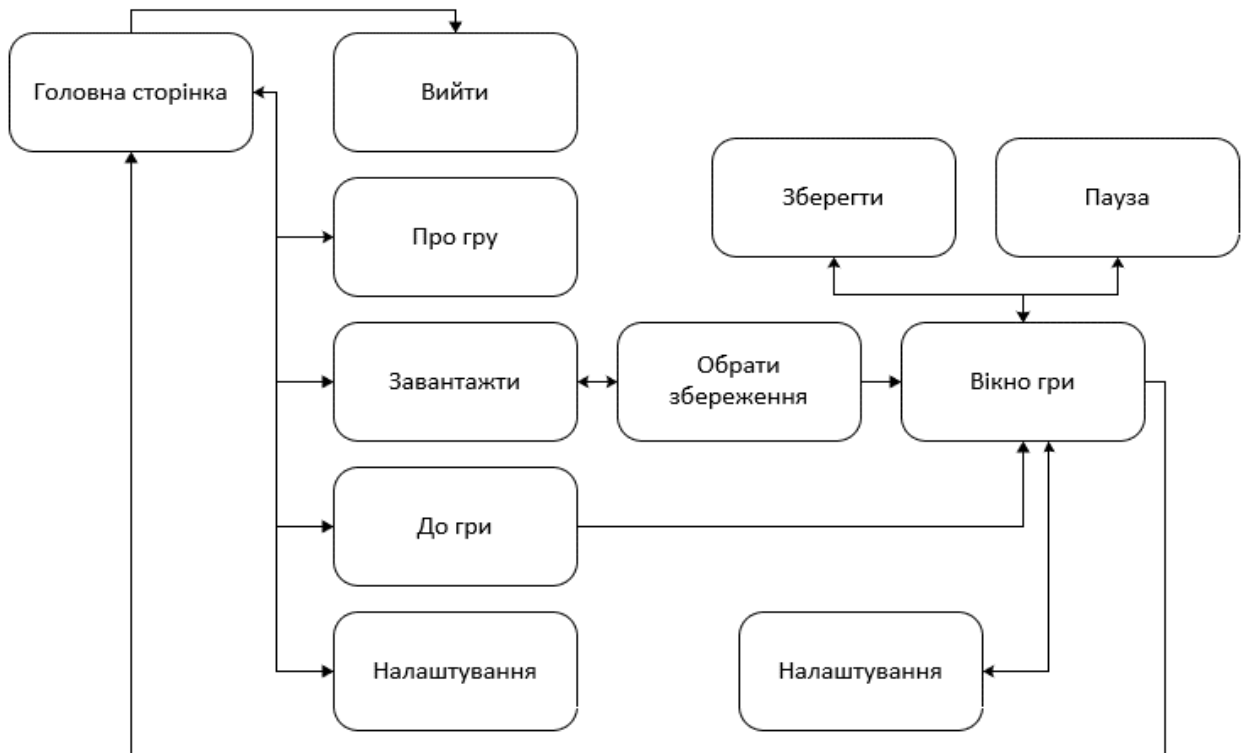 Головна сторінка
Вийти
Зберегти
Пауза
Про гру
Завантажти
Обрати
збереження
Вікно гри
До гри
Налаштування
Налаштування